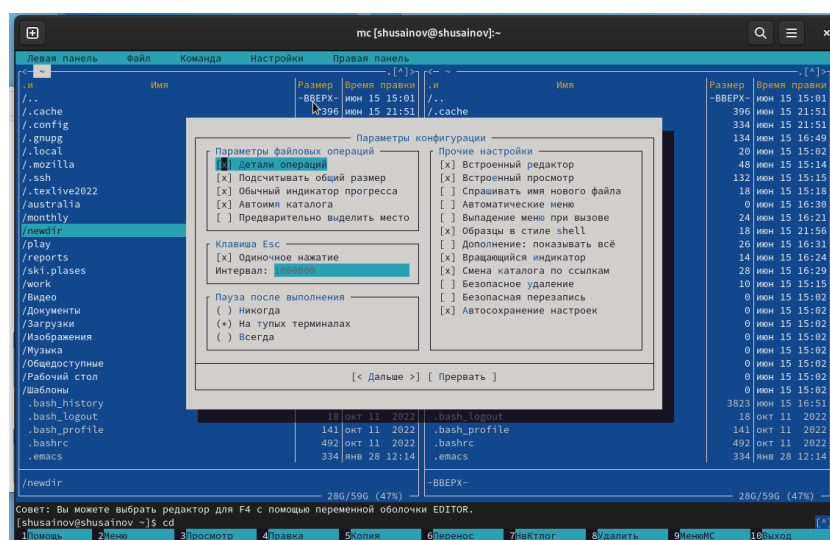 mc [shusainov@shusainov]:~
Левая панель Файл Команда Настройки Правая панель
<— ~ .[^]> <— ~ .[^]>
.и Имя Размер Время правки .и Имя Размер Время правки
/.. -ВВЕРХ- июн 15 15:01 /.. -ВВЕРХ- июн 15 15:01
/.cache 396 июн 15 21:51 /.cache 396 июн 15 21:51
/.config 334 июн 15 21:51
/.gnupg Параметры конфигурации 134 июн 15 16:49
/.local Параметры файловых операций Прочие настройки 20 июн 15 15:02
/.mozilla [x] Детали операций [x] Встроенный редактор 48 июн 15 15:14
/.ssh [x] Подсчитывать общий размер [x] Встроенный просмотр 132 июн 15 15:15
/.texlive2022 [x] Обычный индикатор прогресса [ ] Спрашивать имя нового файла 18 июн 15 15:18
/australia [x] Автоимя каталога [ ] Автоматические меню 0 июн 15 16:30
/monthly [ ] Предварительно выделить место [ ] Выпадение меню при вызове 24 июн 15 16:21
/newdir [x] Образцы в стиле shell 18 июн 15 21:56
/play Клавиша Esc [ ] Дополнение: показывать всё 26 июн 15 16:31
/reports [x] Одиночное нажатие [x] Вращающийся индикатор 14 июн 15 16:24
/ski.plases Интервал: 1000000 [x] Смена каталога по ссылкам 28 июн 15 16:29
/work [ ] Безопасное удаление 10 июн 15 15:15
/Видео Пауза после выполнения [ ] Безопасная перезапись 0 июн 15 15:02
/Документы ( ) Никогда [x] Автосохранение настроек 0 июн 15 15:02
/Загрузки (*) На тупых терминалах 0 июн 15 15:02
/Изображения ( ) Всегда 0 июн 15 15:02
/Музыка 0 июн 15 15:02
/Общедоступные 0 июн 15 15:02
/Рабочий стол [< Дальше >] [ Прервать ] 0 июн 15 15:02
/Шаблоны 0 июн 15 15:02
.bash_history 3823 июн 15 16:51
.bash_logout 18 окт 11 2022 .bash_logout 18 окт 11 2022
.bash_profile 141 окт 11 2022 .bash_profile 141 окт 11 2022
.bashrc 492 окт 11 2022 .bashrc 492 окт 11 2022
.emacs 334 янв 28 12:14 .emacs 334 янв 28 12:14
/newdir -ВВЕРХ-
28G/59G (47%) 28G/59G (47%)
Совет: Вы можете выбрать редактор для F4 с помощью переменной оболочки EDITOR.
[shusainov@shusainov ~]$ cd [^]
1Помощь 2Меню 3Просмотр 4Правка 5Копия 6Перенос 7НвКтлог 8Удалить 9МенюМС 10Выход